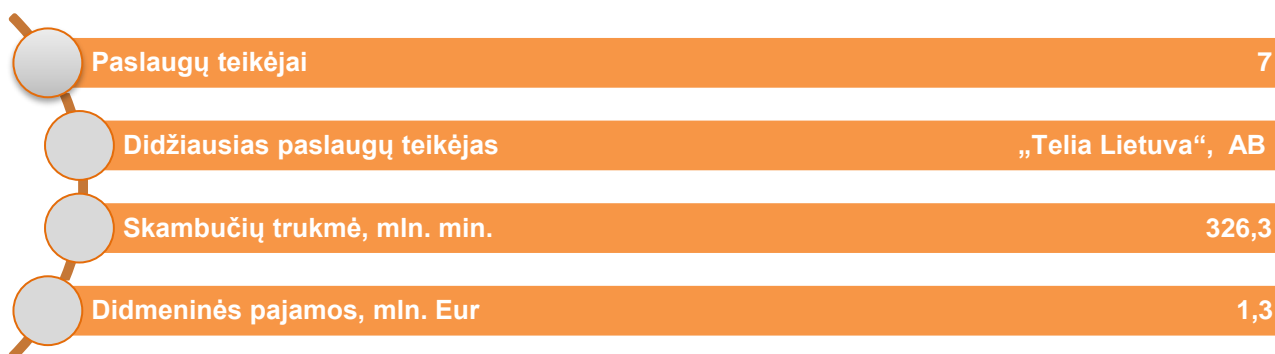 Paslaugų teikėjai 7
Didžiausias paslaugų teikėjas „Telia Lietuva“, AB
Skambučių trukmė, mln. min. 326,3
Didmeninės pajamos, mln. Eur 1,3